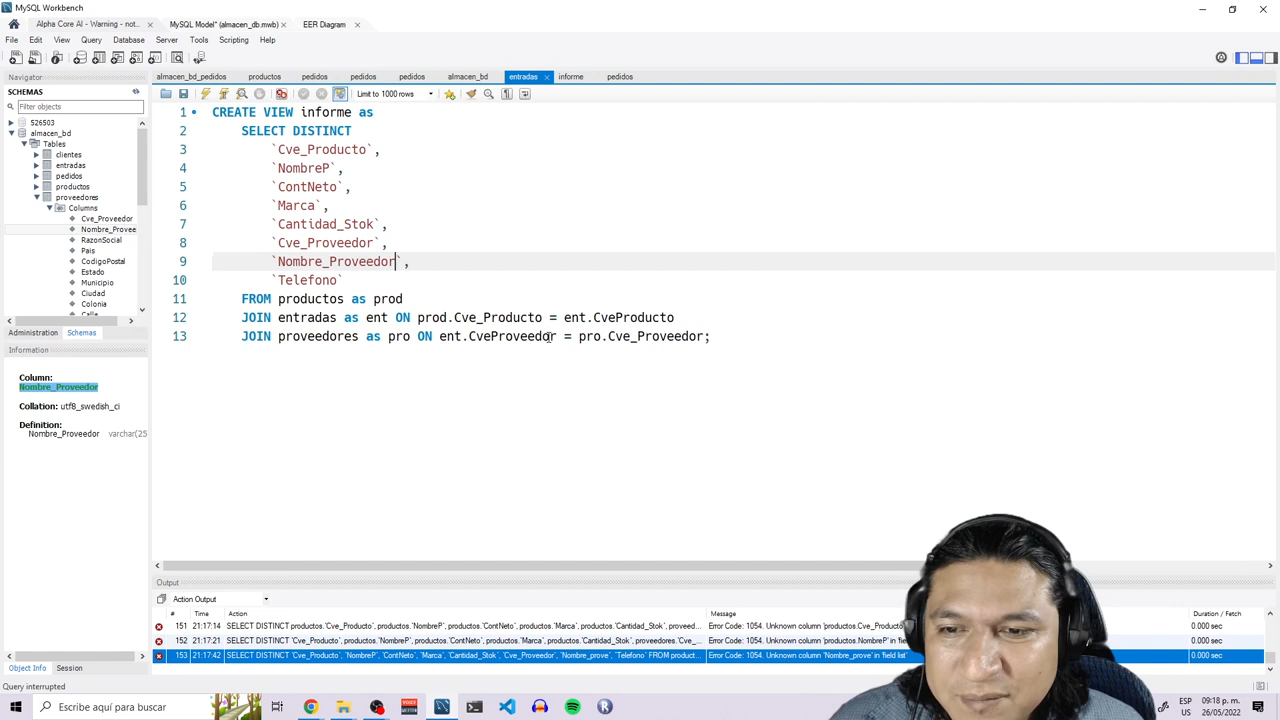 MySQL Workbench
Alpha Core AI - Warning - not...
MySQL Model* (almacen_db.mwb)
EER Diagram
File Edit View Query Database Server Tools Scripting Help
Navigator
SCHEMAS
Filter objects
526503
almacen_bd
Tables
clientes
entradas
pedidos
productos
proveedores
Columns
Cve_Proveedor
Nombre_Provee
RazonSocial
Pais
CodigoPostal
Estado
Municipio
Ciudad
Colonia
Calle
Administration Schemas
Information
Column:
Nombre_Proveedor
Collation: utf8_swedish_ci
Definition:
Nombre_Proveedor varchar(25
Object Info Session
Query interrupted
almacen_bd_pedidos productos pedidos pedidos pedidos almacen_bd entradas informe pedidos
Limit to 1000 rows
1 CREATE VIEW informe as
2 SELECT DISTINCT
3 `Cve_Producto`,
4 `NombreP`,
5 `ContNeto`,
6 `Marca`,
7 `Cantidad_Stok`,
8 `Cve_Proveedor`,
9 `Nombre_Proveedor`,
10 `Telefono`
11 FROM productos as prod
12 JOIN entradas as ent ON prod.Cve_Producto = ent.CveProducto
13 JOIN proveedores as pro ON ent.CveProveedor = pro.Cve_Proveedor;
Output
Action Output
# Time Action Message Duration / Fetch
151 21:17:14 SELECT DISTINCT productos.`Cve_Producto`, productos.`NombreP`, productos.`ContNeto`, productos.`Marca`, productos.`Cantidad_Stok`, proveed... Error Code: 1054. Unknown column 'productos.Cve_Producto 0.000 sec
152 21:17:21 SELECT DISTINCT productos.`Cve_Producto`, productos.`NombreP`, productos.`ContNeto`, productos.`Marca`, productos.`Cantidad_Stok`, proveedores.`Cve_... Error Code: 1054. Unknown column 'productos.NombreP' in 'fie 0.000 sec
153 21:17:42 SELECT DISTINCT `Cve_Producto`, `NombreP`, `ContNeto`, `Marca`, `Cantidad_Stok`, `Cve_Proveedor`, `Nombre_prove`, `Telefono` FROM product... Error Code: 1054. Unknown column 'Nombre_prove' in 'field list' 0.000 sec
Escribe aquí para buscar
ESP
US
09:18 p. m.
26/05/2022